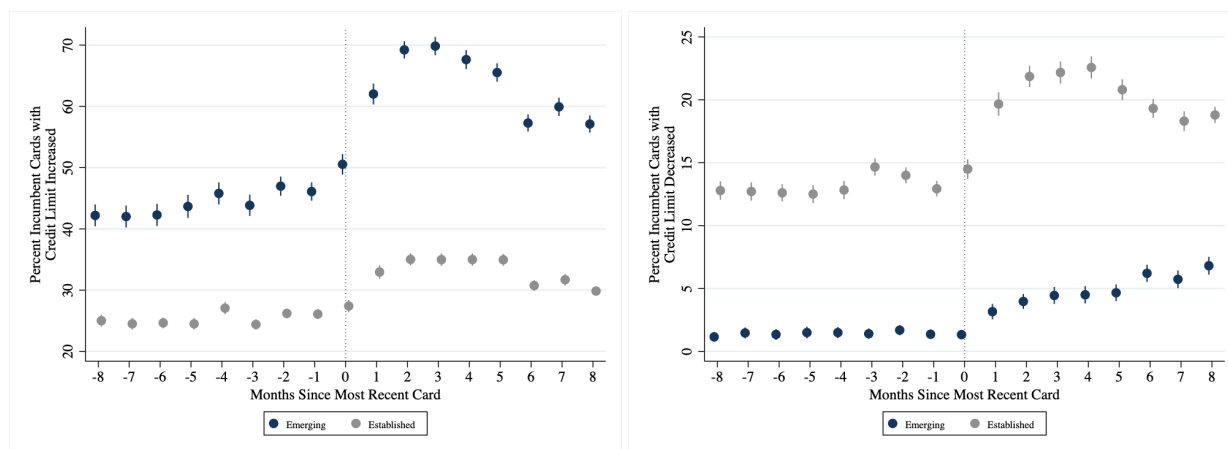 Percent Incumbent Cards with
Credit Limit Increased
70
60
50
40
30
20
-8 -7 -6 -5 -4 -3 -2 -1 0 1 2 3 4 5 6 7 8
Months Since Most Recent Card
Emerging Established
Percent Incumbent Cards with
Credit Limit Decreased
25
20
15
10
5
0
-8 -7 -6 -5 -4 -3 -2 -1 0 1 2 3 4 5 6 7 8
Months Since Most Recent Card
Emerging Established